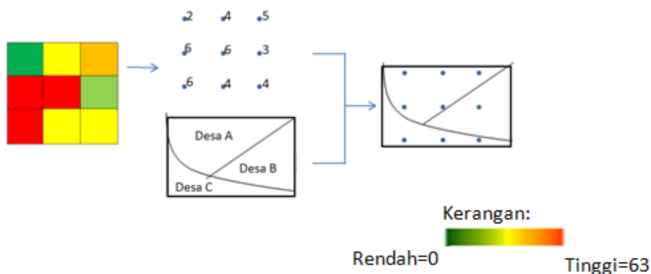 2 4 5
6 6 3
6 4 4
Desa A
Desa B
Desa C
Kerangan:
Rendah=0
Tinggi=63